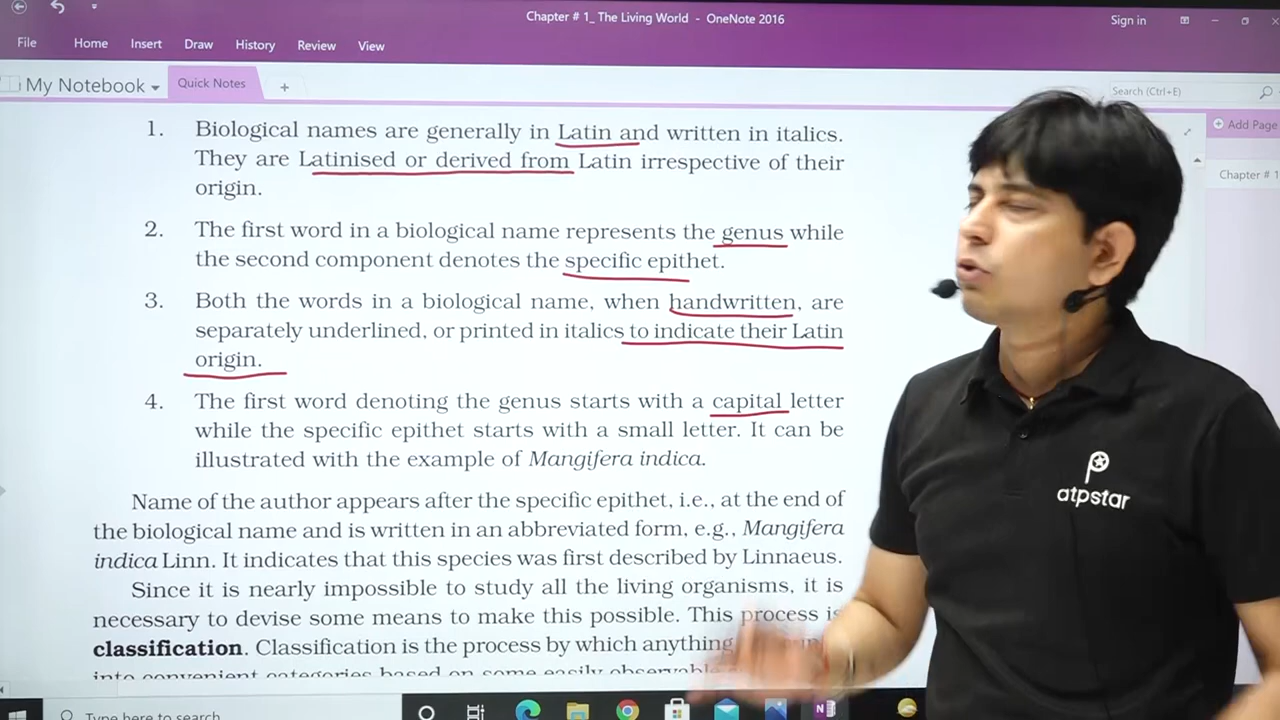 Chapter # 1_ The Living World - OneNote 2016
Sign in
File Home Insert Draw History Review View
My Notebook
Quick Notes
Search (Ctrl+E)
Add Page
Chapter # 1
1. Biological names are generally in Latin and written in italics.
They are Latinised or derived from Latin irrespective of their
origin.
2. The first word in a biological name represents the genus while
the second component denotes the specific epithet.
3. Both the words in a biological name, when handwritten, are
separately underlined, or printed in italics to indicate their Latin
origin.
4. The first word denoting the genus starts with a capital letter
while the specific epithet starts with a small letter. It can be
illustrated with the example of Mangifera indica.
Name of the author appears after the specific epithet, i.e., at the end of
the biological name and is written in an abbreviated form, e.g., Mangifera
indica Linn. It indicates that this species was first described by Linnaeus.
Since it is nearly impossible to study all the living organisms, it is
necessary to devise some means to make this possible. This process is
classification. Classification is the process by which anything
into convenient categories based on some easily observable
atpstar
Type here to search